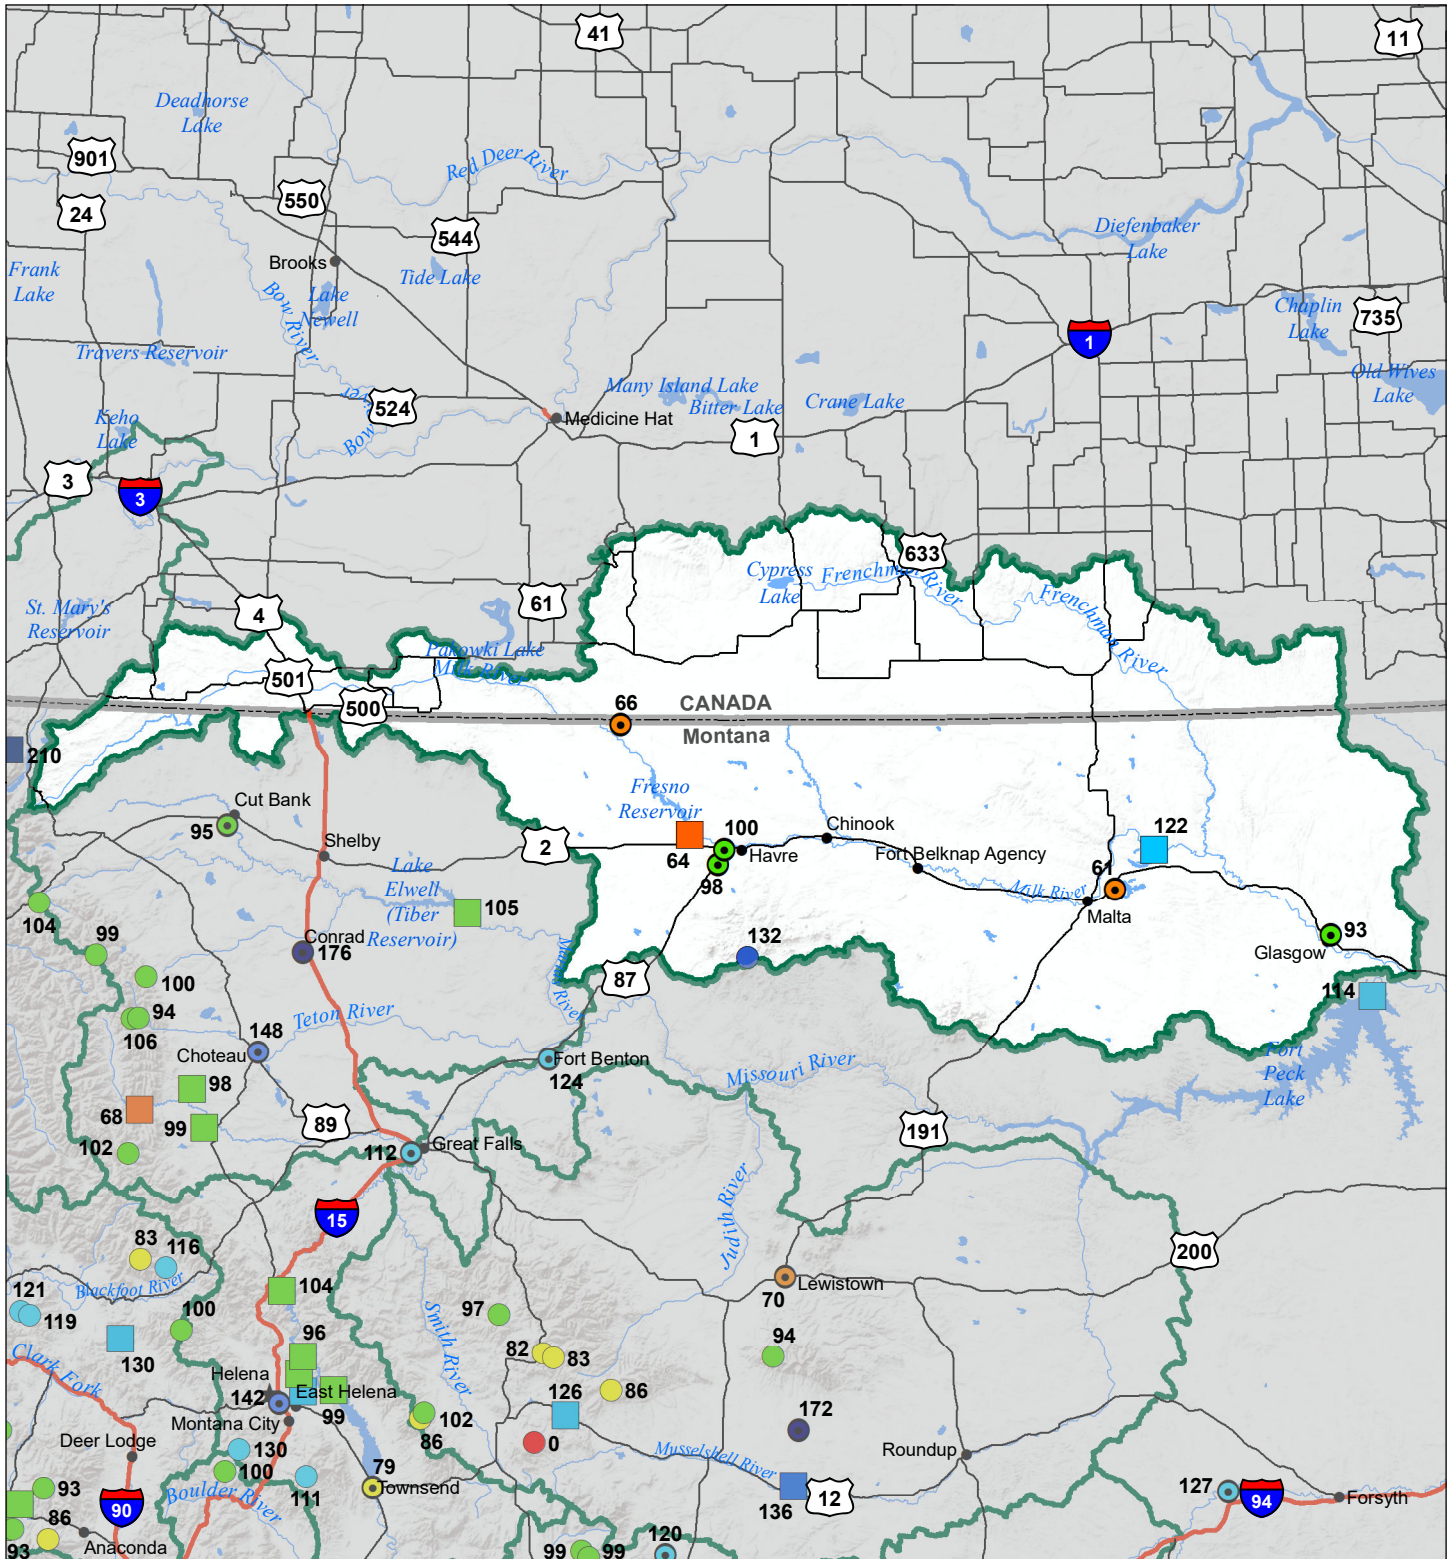 41
11
Deadhorse
Lake
901
Red Deer River
550
24
544
Diefenbaker
Lake
Brooks
Frank
Lake
Tide Lake
Lake
Newell
Bow River
Chaplin
Lake
735
1
Travers Reservoir
Many Island Lake
Bitter Lake
Crane Lake
Old Wives
Lake
524
Keho
Lake
Medicine Hat
Bow
1
3
3
633
Cypress
Lake
Frenchman River
Frenchman River
61
4
St. Mary's
Reservoir
Pakowki Lake
Milk River
501
500
66
CANADA
Montana
210
Fresno
Reservoir
Cut Bank
95
Shelby
2
64
100
Havre
98
Chinook
Fort Belknap Agency
122
61
Milk River
Malta
Lake
Elwell
(Tiber
Reservoir)
105
104
99
Conrad
176
100
132
93
Glasgow
87
Marias
River
114
94
106
Teton River
148
Choteau
Fort Benton
124
Missouri River
Fort
Peck
Lake
98
68
99
89
102
191
112
Great Falls
Judith River
15
200
83
116
Blackfoot River
121
119
104
70
Lewistown
100
130
Smith River
97
96
82
83
94
Clark Fork
Helena
142
East Helena
99
86
126
172
Montana City
102
86
0
Deer Lodge
130
100
Musselshell River
Roundup
79
Townsend
111
93
Boulder River
136
12
127
94
Forsyth
90
86
93
Anaconda
120
99
99